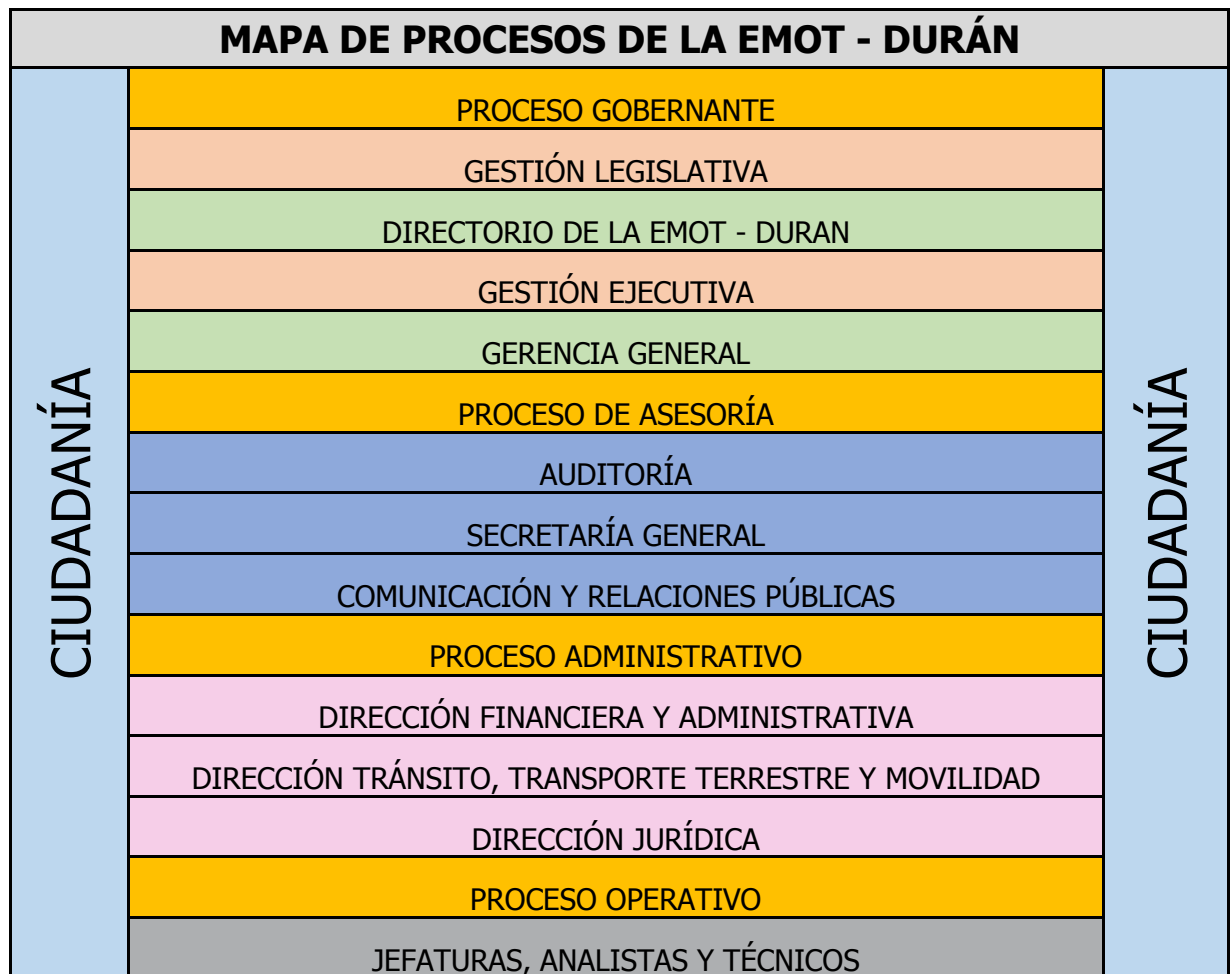 MAPA DE PROCESOS DE LA EMOT - DURÁN
CIUDADANÍA
PROCESO GOBERNANTE
GESTIÓN LEGISLATIVA
DIRECTORIO DE LA EMOT - DURAN
GESTIÓN EJECUTIVA
GERENCIA GENERAL
PROCESO DE ASESORÍA
AUDITORÍA
SECRETARÍA GENERAL
COMUNICACIÓN Y RELACIONES PÚBLICAS
PROCESO ADMINISTRATIVO
DIRECCIÓN FINANCIERA Y ADMINISTRATIVA
DIRECCIÓN TRÁNSITO, TRANSPORTE TERRESTRE Y MOVILIDAD
DIRECCIÓN JURÍDICA
PROCESO OPERATIVO
JEFATURAS, ANALISTAS Y TÉCNICOS
CIUDADANÍA